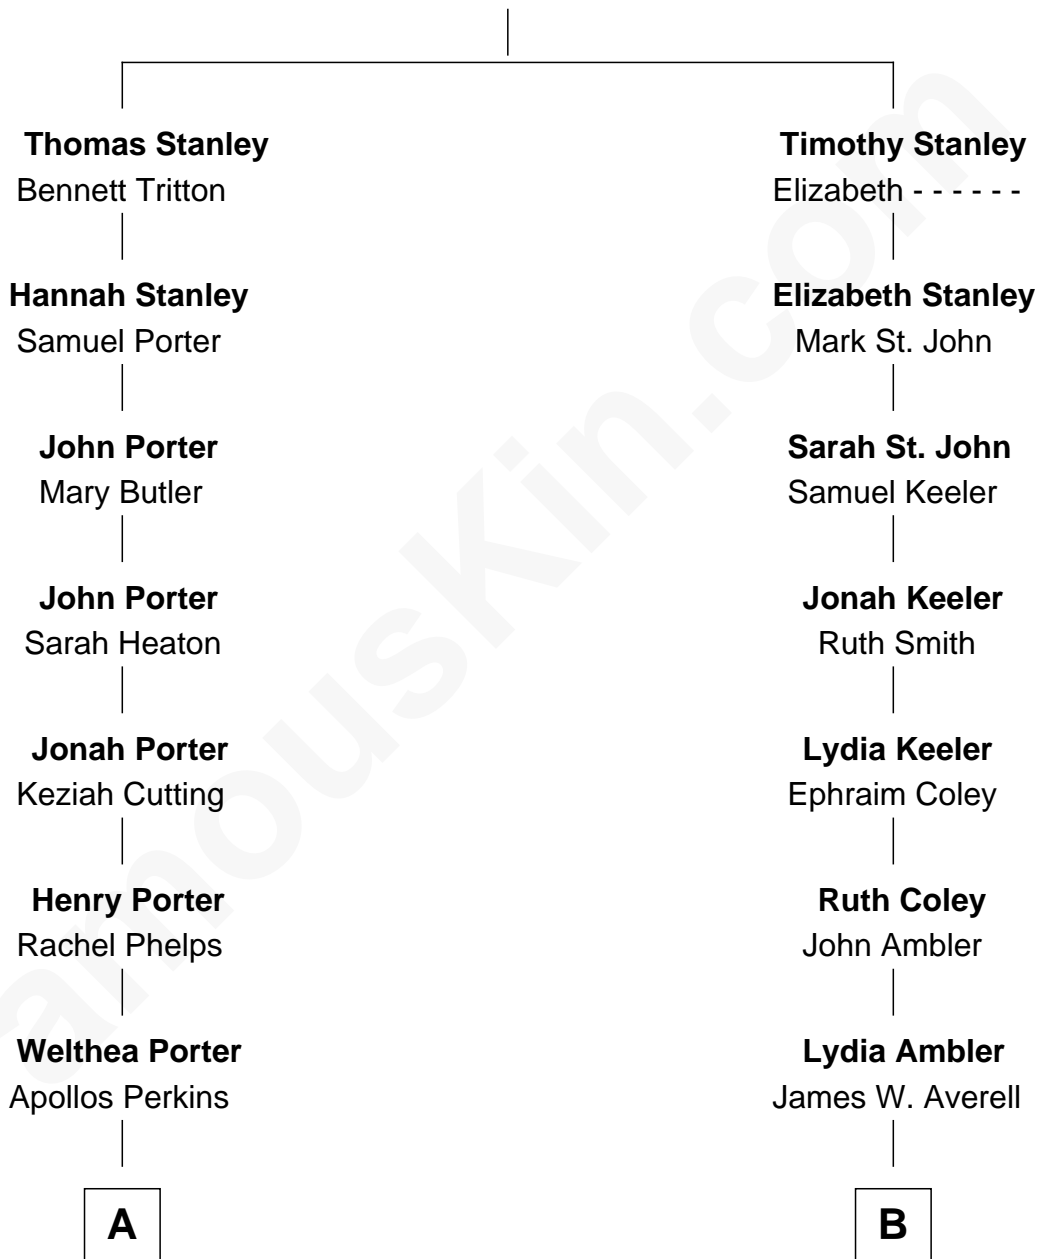 Thomas Stanley
Bennett Tritton
Hannah Stanley
Samuel Porter
John Porter
Mary Butler
John Porter
Sarah Heaton
Jonah Porter
Keziah Cutting
Henry Porter
Rachel Phelps
Welthea Porter
Apollos Perkins
A
Timothy Stanley
Elizabeth - - - - - -
Elizabeth Stanley
Mark St. John
Sarah St. John
Samuel Keeler
Jonah Keeler
Ruth Smith
Lydia Keeler
Ephraim Coley
Ruth Coley
John Ambler
Lydia Ambler
James W. Averell
B
amousKin.com